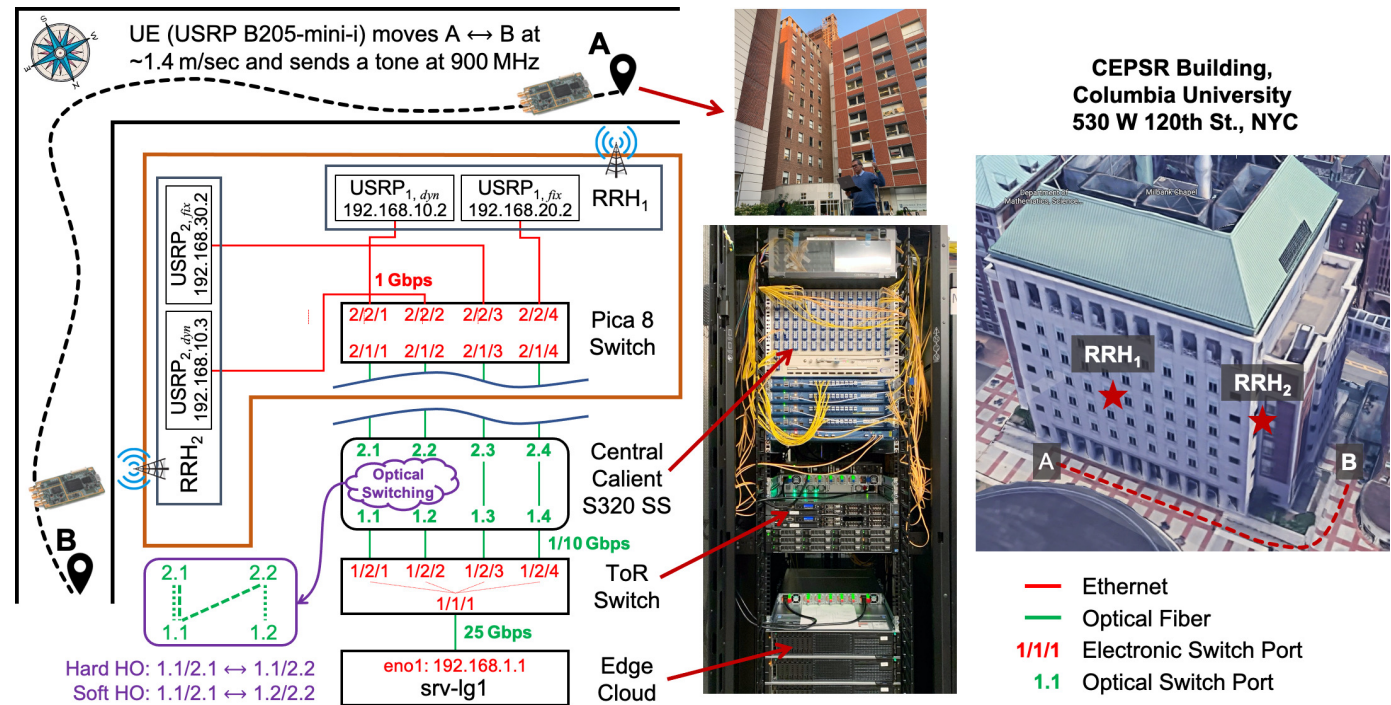 UE (USRP B205-mini-i) moves A ↔ B at
~1.4 m/sec and sends a tone at 900 MHz
A
S
E
W
N
CEPSR Building,
Columbia University
530 W 120th St., NYC
USRP1, dyn
192.168.10.2
USRP1, fix
192.168.20.2
RRH1
USRP2, fix
192.168.30.2
USRP2, dyn
192.168.10.3
RRH2
1 Gbps
2/2/1 2/2/2 2/2/3 2/2/4
2/1/1 2/1/2 2/1/3 2/1/4
Pica 8
Switch
2.1 2.2 2.3 2.4
Optical
Switching
1.1 1.2 1.3 1.4
Central
Calient
S320 SS
1/10 Gbps
1/2/1 1/2/2 1/2/3 1/2/4
1/1/1
ToR
Switch
25 Gbps
eno1: 192.168.1.1
srv-lg1
Edge
Cloud
B
2.1 2.2
1.1 1.2
Hard HO: 1.1/2.1 ↔ 1.1/2.2
Soft HO: 1.1/2.1 ↔ 1.2/2.2
Department of
Mathematics, Science...
Milbank Chapel
RRH1
RRH2
A
B
Ethernet
Optical Fiber
1/1/1 Electronic Switch Port
1.1 Optical Switch Port